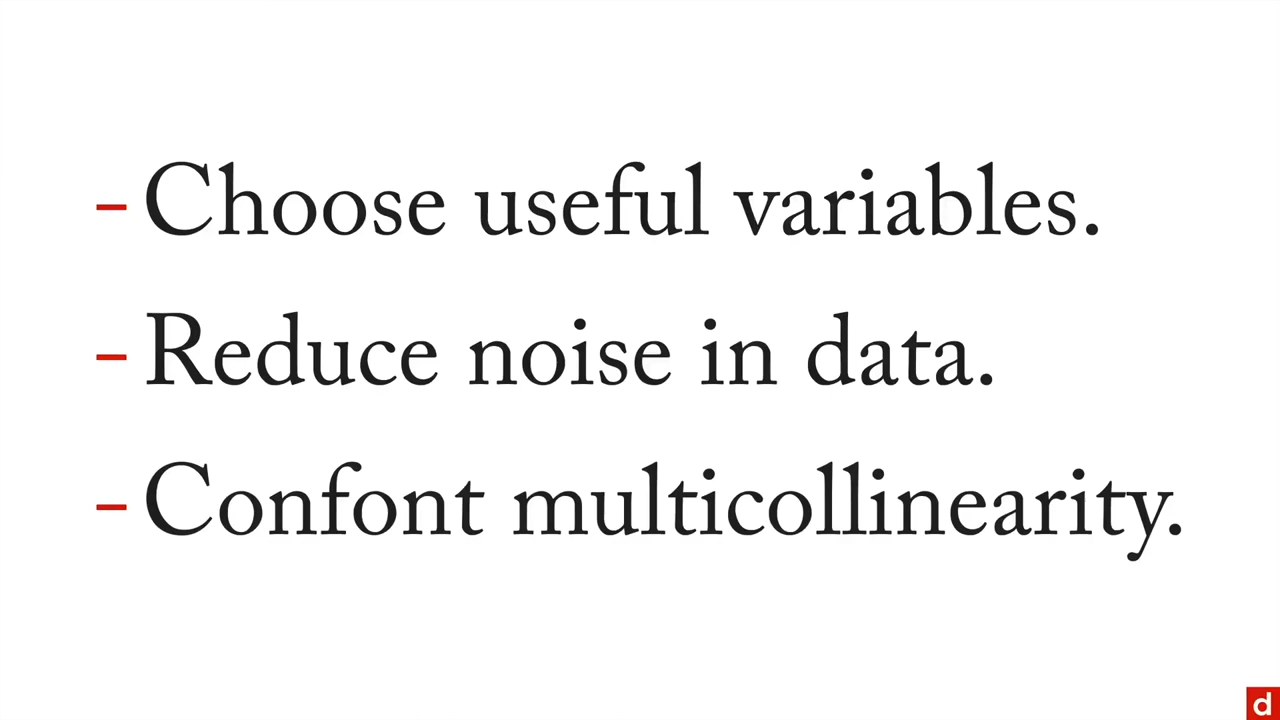 - Choose useful variables.
- Reduce noise in data.
- Confont multicollinearity.
d